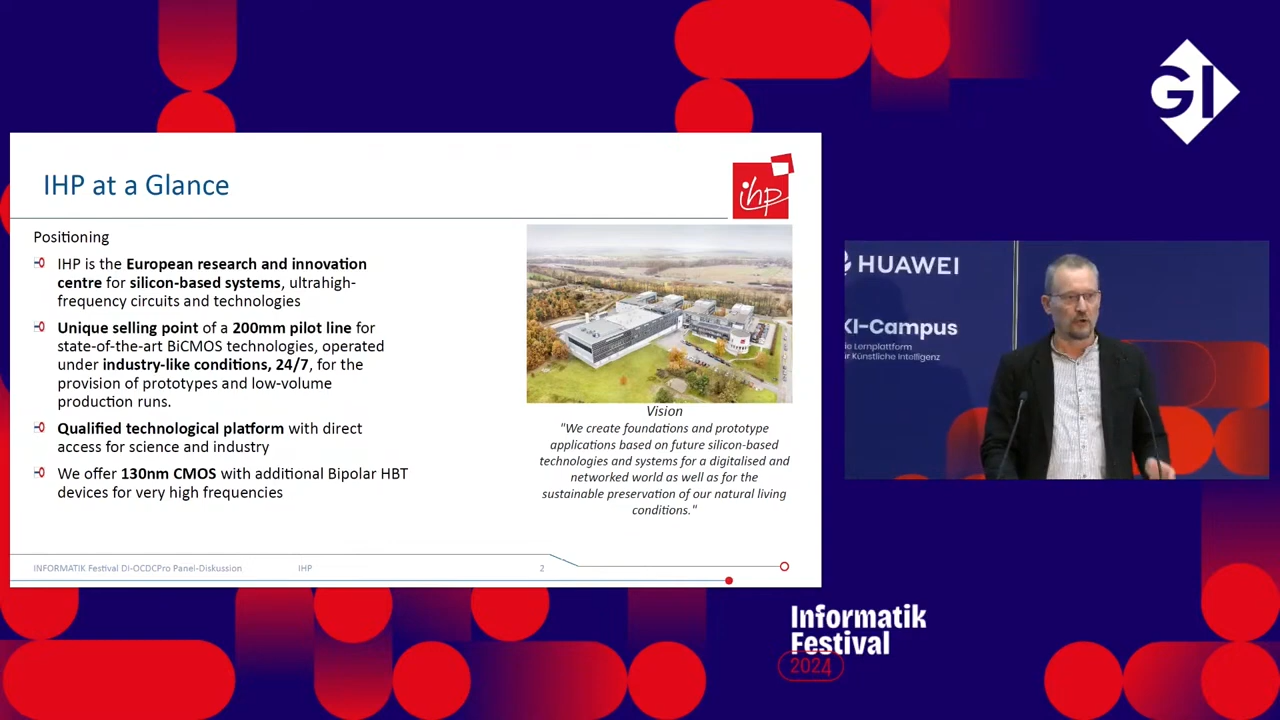 GI
IHP at a Glance
ihp
Positioning
IHP is the European research and innovation
centre for silicon-based systems, ultrahigh-
frequency circuits and technologies
Unique selling point of a 200mm pilot line for
state-of-the-art BiCMOS technologies, operated
under industry-like conditions, 24/7, for the
provision of prototypes and low-volume
production runs.
Qualified technological platform with direct
access for science and industry
We offer 130nm CMOS with additional Bipolar HBT
devices for very high frequencies
Vision
"We create foundations and prototype
applications based on future silicon-based
technologies and systems for a digitalised and
networked world as well as for the
sustainable preservation of our natural living
conditions."
INFORMATIK Festival DI-OCDCPro Panel-Diskussion
IHP
2
HUAWEI
KI-Campus
ie Lernplattform
ür Künstliche Intelligenz
Informatik
Festival
2024